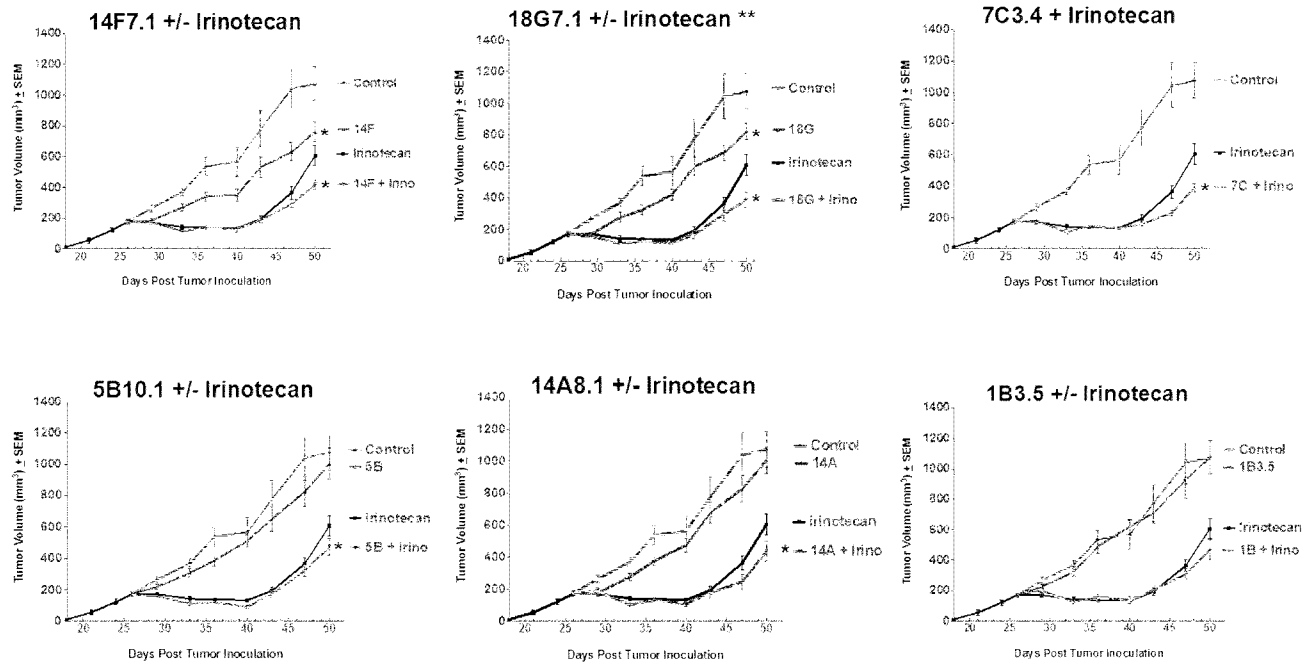 14F7.1 +/- Irinotecan
Tumor Volume (mm³) ± SEM
1400
1200
1000
800
600
400
200
0
20 25 30 35 40 45 50
Days Post Tumor Inoculation
Control
* 14F
Irinotecan
* 14F + Irino
18G7.1 +/- Irinotecan **
Tumor Volume (mm³) ± SEM
1400
1200
1000
800
600
400
200
0
20 25 30 35 40 45 50
Days Post Tumor Inoculation
Control
* 18G
Irinotecan
* 18G + Irino
7C3.4 + Irinotecan
Tumor Volume (mm³) ± SEM
1400
1200
1000
800
600
400
200
0
20 25 30 35 40 45 50
Days Post Tumor Inoculation
Control
Irinotecan
* 7C + Irino
5B10.1 +/- Irinotecan
Tumor Volume (mm³) ± SEM
1400
1200
1000
800
600
400
200
0
20 25 30 35 40 45 50
Days Post Tumor Inoculation
Control
5B
Irinotecan
* 5B + Irino
14A8.1 +/- Irinotecan
Tumor Volume (mm³) ± SEM
1400
1200
1000
800
600
400
200
0
20 25 30 35 40 45 50
Days Post Tumor Inoculation
Control
14A
Irinotecan
* 14A + Irino
1B3.5 +/- Irinotecan
Tumor Volume (mm³) ± SEM
1400
1200
1000
800
600
400
200
0
20 25 30 35 40 45 50
Days Post Tumor Inoculation
Control
1B3.5
Irinotecan
1B + Irino